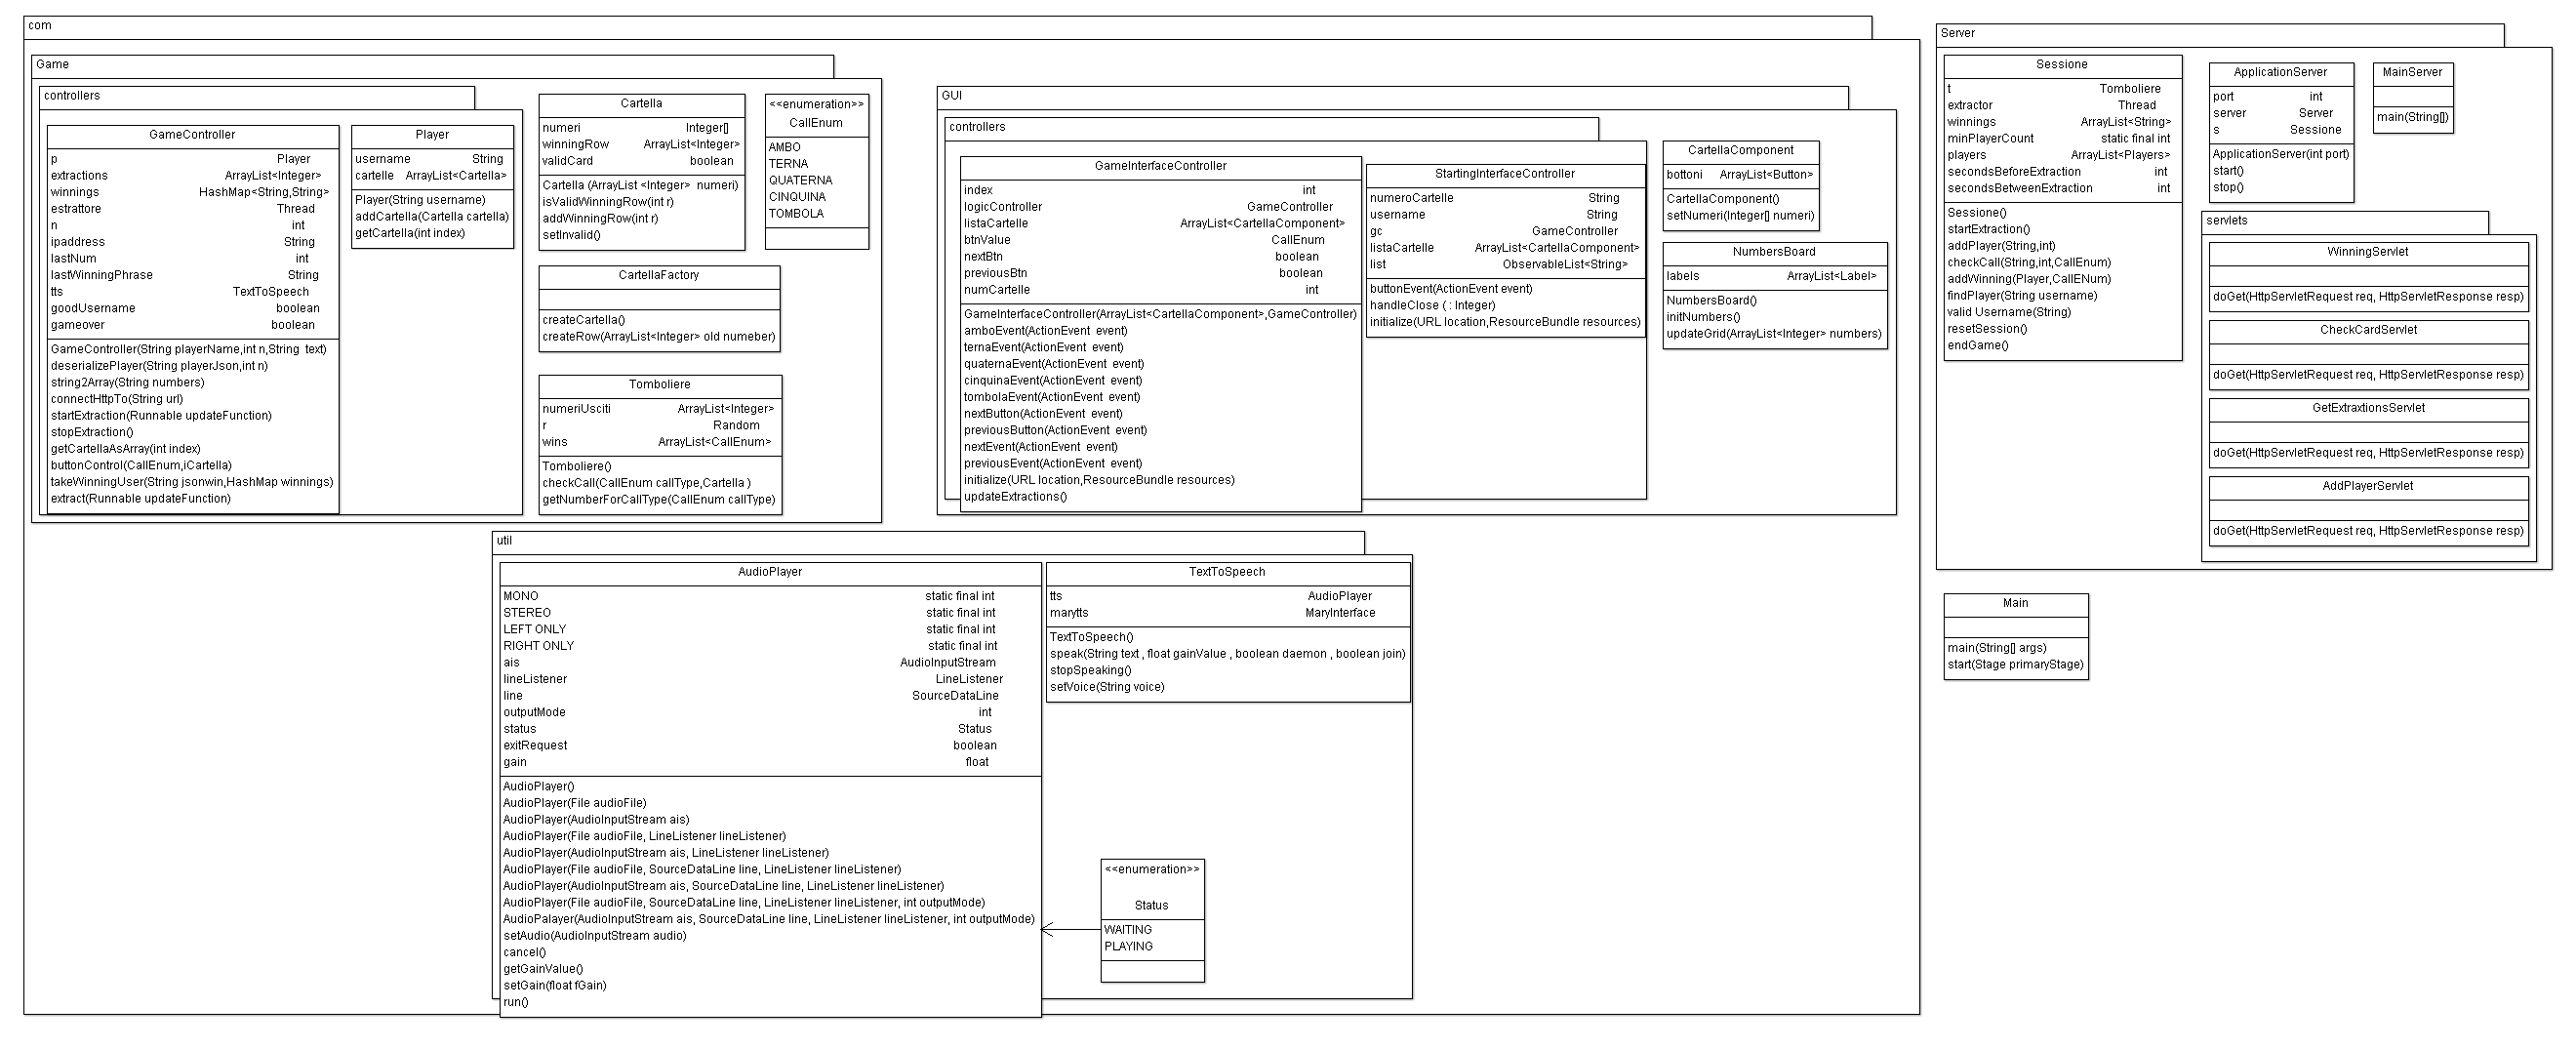 com
Game
controllers
GameController
p Player
extractions ArrayList<Integer>
winnings HashMap<String,String>
estrattore Thread
n int
ipaddress String
lastNum int
lastWinningPhrase String
tts TextToSpeech
goodUsername boolean
gameover boolean
GameController(String playerName,int n,String text)
deserializePlayer(String playerJson,int n)
string2Array(String numbers)
connectHttpTo(String url)
startExtraction(Runnable updateFunction)
stopExtraction()
getCartellaAsArray(int index)
buttonControl(CallEnum,iCartella)
takeWinningUser(String jsonwin,HashMap winnings)
extract(Runnable updateFunction)
Player
username String
cartelle ArrayList<Cartella>
Player(String username)
addCartella(Cartella cartella)
getCartella(int index)
Cartella
numeri Integer[]
winningRow ArrayList<Integer>
validCard boolean
Cartella (ArrayList <Integer> numeri)
isValidWinningRow(int r)
addWinningRow(int r)
setInvalid()
<<enumeration>>
CallEnum
AMBO
TERNA
QUATERNA
CINQUINA
TOMBOLA
CartellaFactory
createCartella()
createRow(ArrayList<Integer> old numeber)
Tomboliere
numeriUsciti ArrayList<Integer>
r Random
wins ArrayList<CallEnum>
Tomboliere()
checkCall(CallEnum callType,Cartella )
getNumberForCallType(CallEnum callType)
GUI
controllers
GameInterfaceController
index int
logicController GameController
listaCartelle ArrayList<CartellaComponent>
btnValue CallEnum
nextBtn boolean
previousBtn boolean
numCartelle int
GameInterfaceController(ArrayList<CartellaComponent>,GameController)
amboEvent(ActionEvent event)
ternaEvent(ActionEvent event)
quaternaEvent(ActionEvent event)
cinquinaEvent(ActionEvent event)
tombolaEvent(ActionEvent event)
nextButton(ActionEvent event)
previousButton(ActionEvent event)
nextEvent(ActionEvent event)
previousEvent(ActionEvent event)
initialize(URL location,ResourceBundle resources)
updateExtractions()
StartingInterfaceController
numeroCartelle String
username String
gc GameController
listaCartelle ArrayList<CartellaComponent>
list ObservableList<String>
buttonEvent(ActionEvent event)
handleClose ( : Integer)
initialize(URL location,ResourceBundle resources)
CartellaComponent
bottoni ArrayList<Button>
CartellaComponent()
setNumeri(Integer[] numeri)
NumbersBoard
labels ArrayList<Label>
NumbersBoard()
initNumbers()
updateGrid(ArrayList<Integer> numbers)
util
AudioPlayer
MONO static final int
STEREO static final int
LEFT ONLY static final int
RIGHT ONLY static final int
ais AudioInputStream
lineListener LineListener
line SourceDataLine
outputMode int
status Status
exitRequest boolean
gain float
AudioPlayer()
AudioPlayer(File audioFile)
AudioPlayer(AudioInputStream ais)
AudioPlayer(File audioFile, LineListener lineListener)
AudioPlayer(AudioInputStream ais, LineListener lineListener)
AudioPlayer(File audioFile, SourceDataLine line, LineListener lineListener)
AudioPlayer(AudioInputStream ais, SourceDataLine line, LineListener lineListener)
AudioPlayer(File audioFile, SourceDataLine line, LineListener lineListener, int outputMode)
AudioPalayer(AudioInputStream ais, SourceDataLine line, LineListener lineListener, int outputMode)
setAudio(AudioInputStream audio)
cancel()
getGainValue()
setGain(float fGain)
run()
TextToSpeech
tts AudioPlayer
marytts MaryInterface
TextToSpeech()
speak(String text , float gainValue , boolean daemon , boolean join)
stopSpeaking()
setVoice(String voice)
<<enumeration>>
Status
WAITING
PLAYING
Server
Sessione
t Tomboliere
extractor Thread
winnings ArrayList<String>
minPlayerCount static final int
players ArrayList<Players>
secondsBeforeExtraction int
secondsBetweenExtraction int
Sessione()
startExtraction()
addPlayer(String,int)
checkCall(String,int,CallEnum)
addWinning(Player,CallENum)
findPlayer(String username)
valid Username(String)
resetSession()
endGame()
ApplicationServer
port int
server Server
s Sessione
ApplicationServer(int port)
start()
stop()
MainServer
main(String[])
servlets
WinningServlet
doGet(HttpServletRequest req, HttpServletResponse resp)
CheckCardServlet
doGet(HttpServletRequest req, HttpServletResponse resp)
GetExtraxtionsServlet
doGet(HttpServletRequest req, HttpServletResponse resp)
AddPlayerServlet
doGet(HttpServletRequest req, HttpServletResponse resp)
Main
main(String[] args)
start(Stage primaryStage)